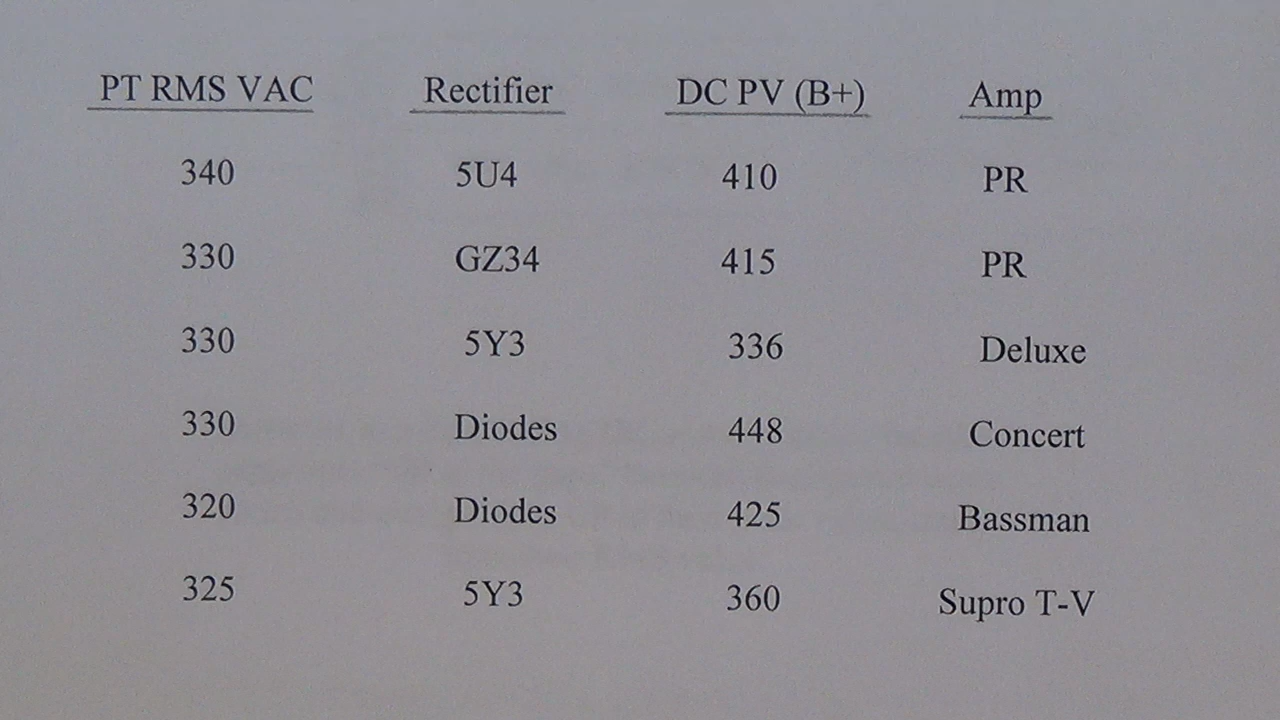 PT RMS VAC Rectifier DC PV (B+) Amp
340 5U4 410 PR
330 GZ34 415 PR
330 5Y3 336 Deluxe
330 Diodes 448 Concert
320 Diodes 425 Bassman
325 5Y3 360 Supro T-V